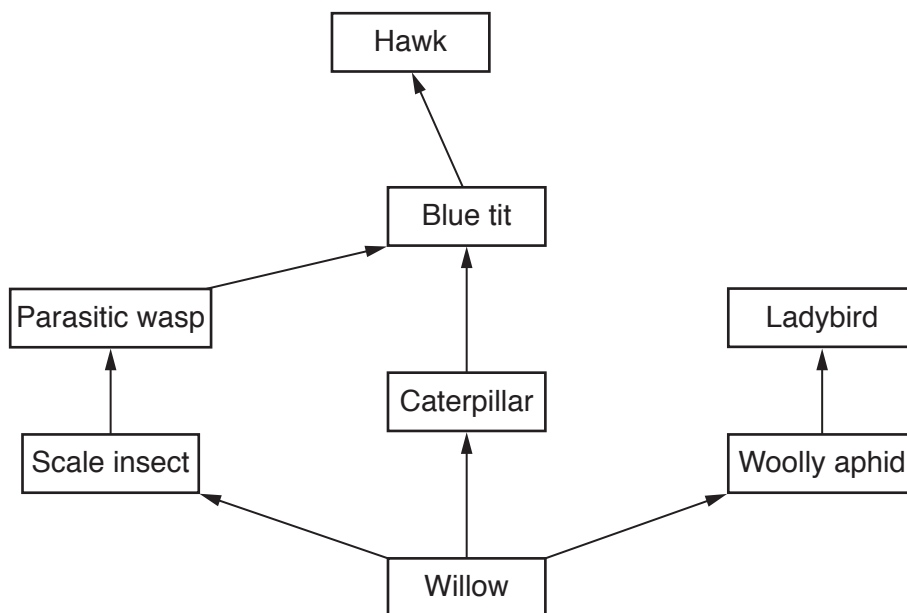 Hawk
Blue tit
Parasitic wasp
Ladybird
Caterpillar
Scale insect
Woolly aphid
Willow